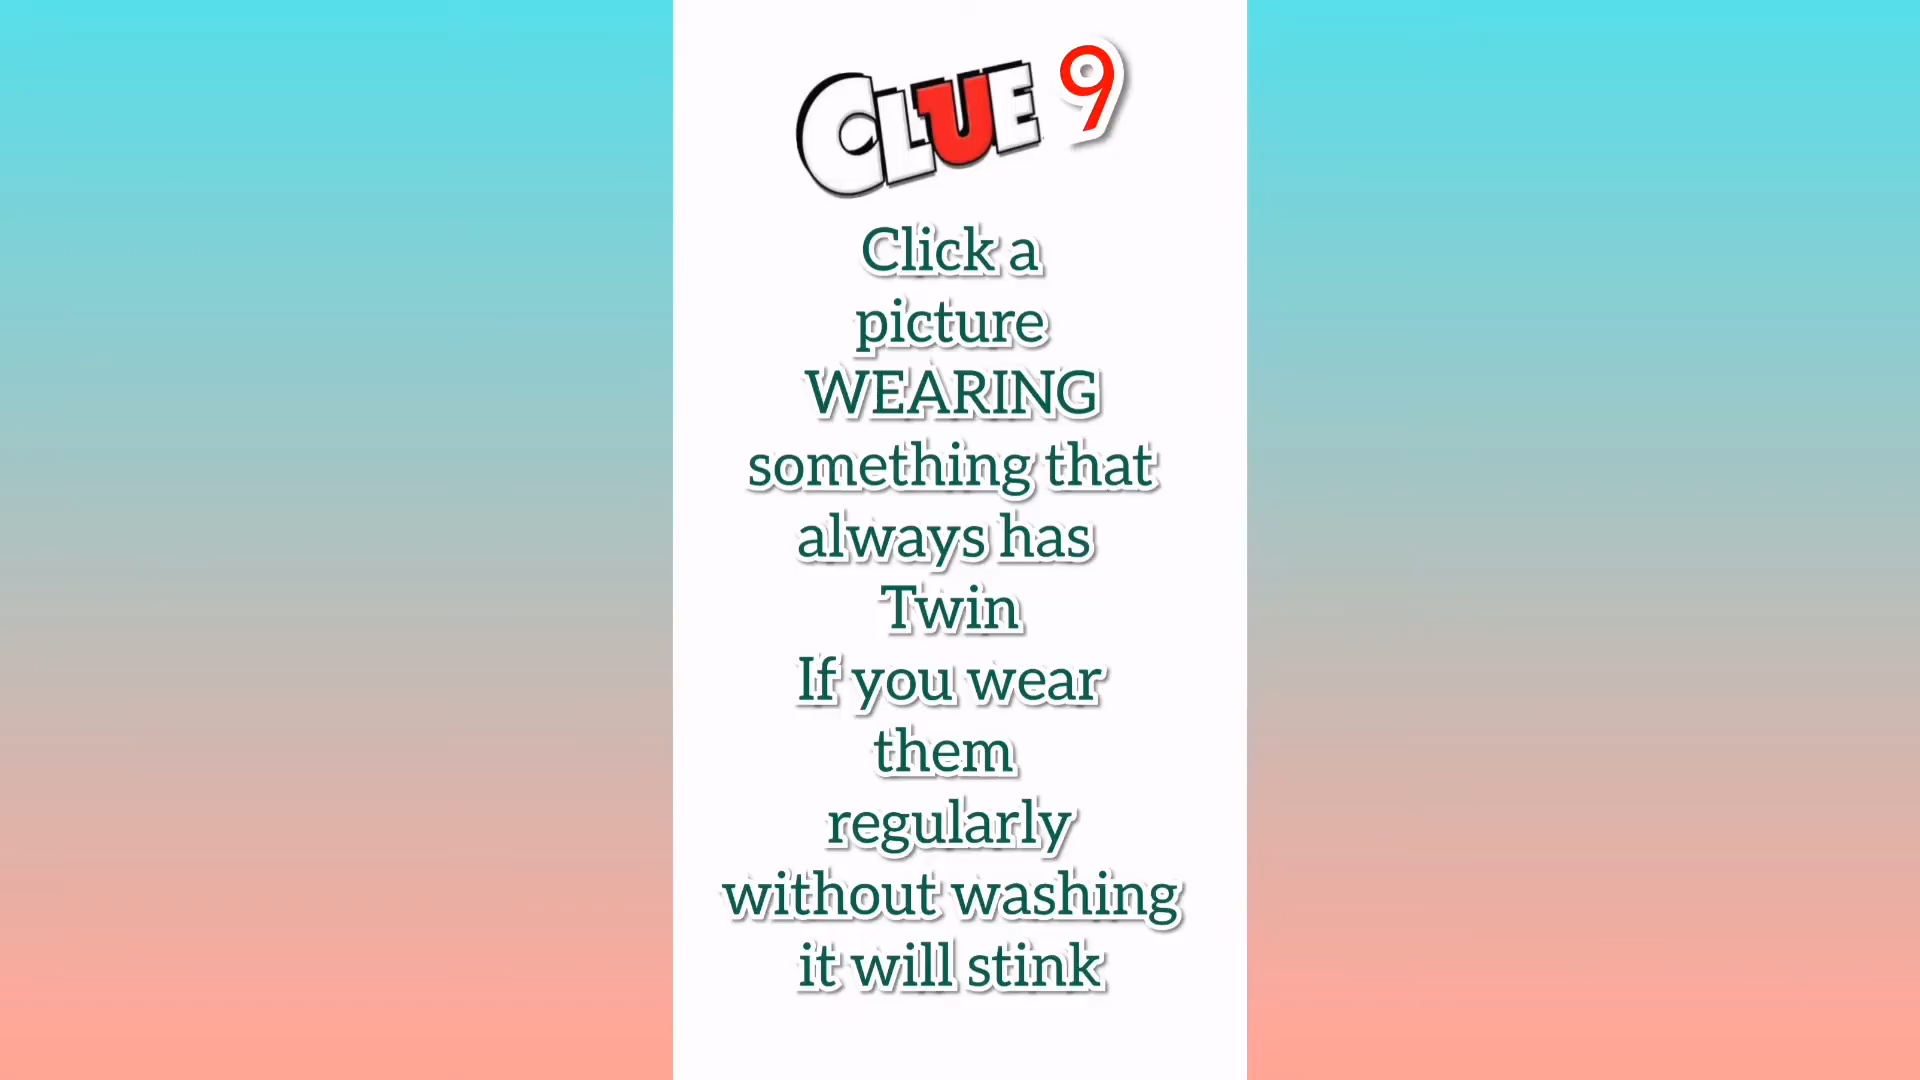 CLUE 9
Click a
picture
WEARING
something that
always has
Twin
If you wear
them
regularly
without washing
it will stink